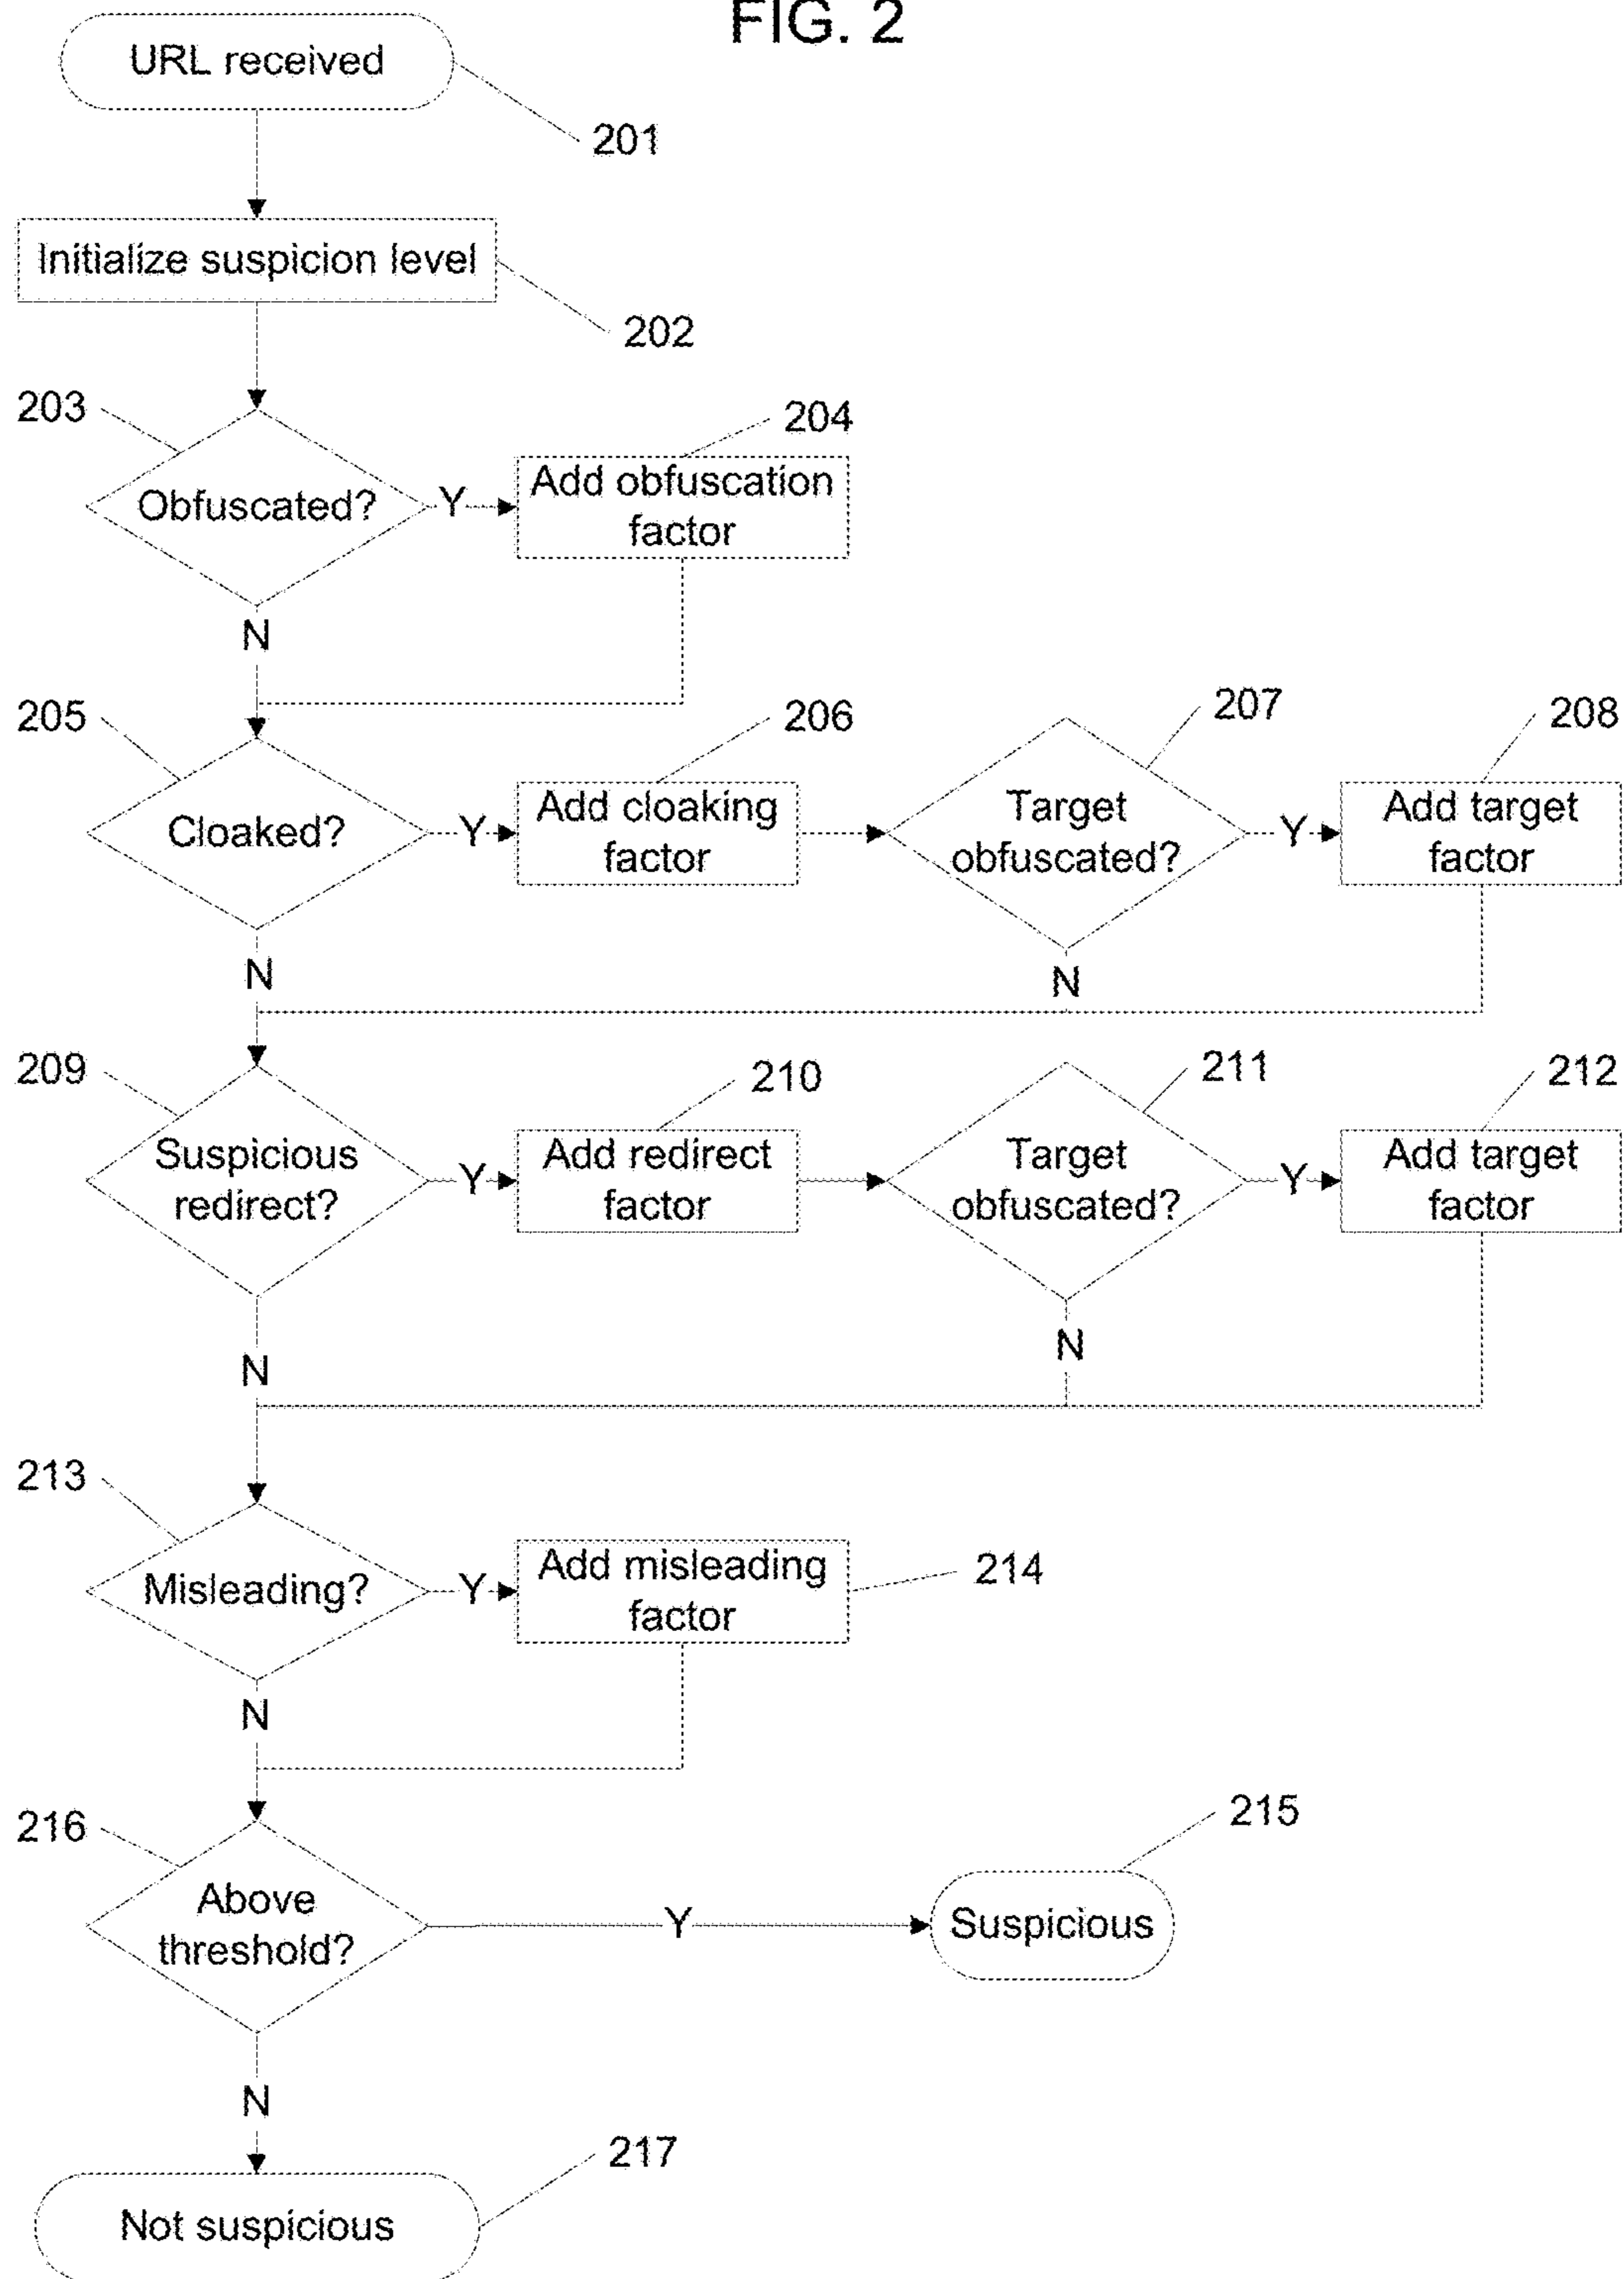 FIG. 2
URL received
201
Initialize suspicion level
202
203
Obfuscated?
Y
204
Add obfuscation
factor
N
205
Cloaked?
Y
206
Add cloaking
factor
207
Target
obfuscated?
Y
208
Add target
factor
N
N
209
Suspicious
redirect?
Y
210
Add redirect
factor
211
Target
obfuscated?
Y
212
Add target
factor
N
N
213
Misleading?
Y
Add misleading
factor
214
N
216
Above
threshold?
Y
215
Suspicious
N
217
Not suspicious